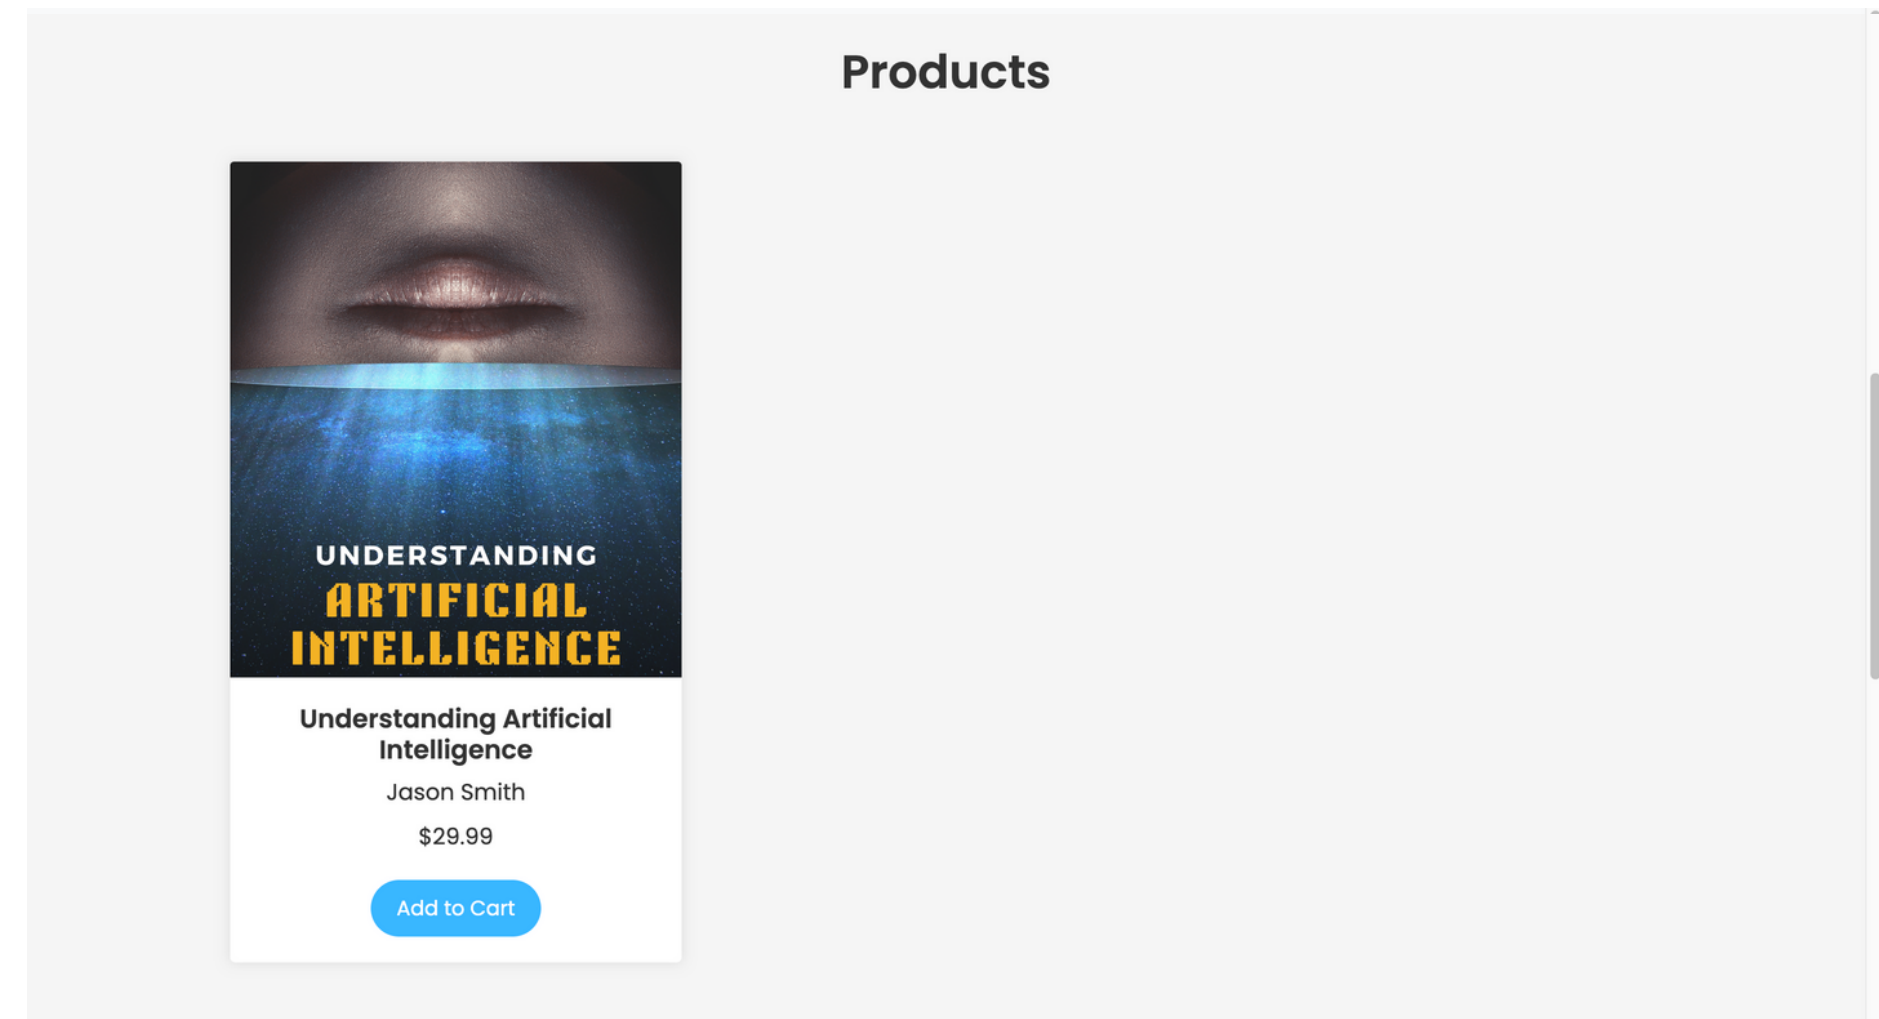 Products
UNDERSTANDING
ARTIFICIAL
INTELLIGENCE
Understanding Artificial
Intelligence
Jason Smith
$29.99
Add to Cart